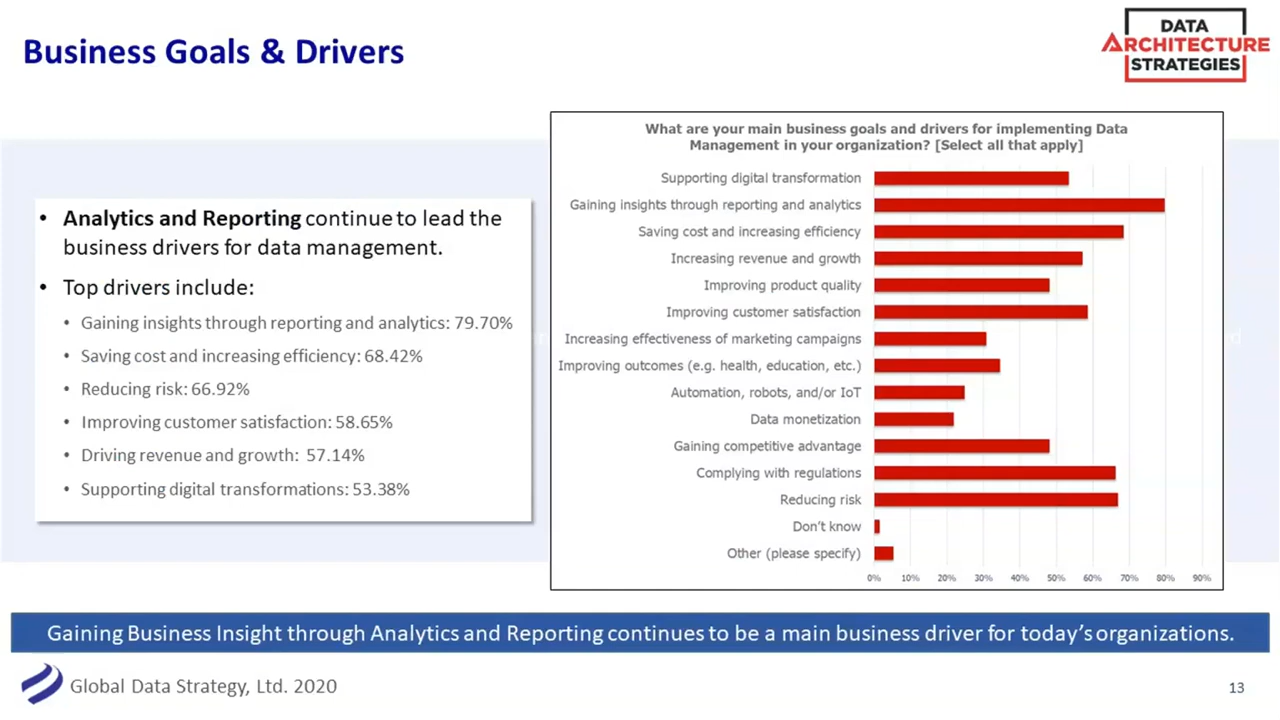 Business Goals & Drivers
DATA
ARCHITECTURE
STRATEGIES
• Analytics and Reporting continue to lead the
business drivers for data management.
• Top drivers include:
• Gaining insights through reporting and analytics: 79.70%
• Saving cost and increasing efficiency: 68.42%
• Reducing risk: 66.92%
• Improving customer satisfaction: 58.65%
• Driving revenue and growth: 57.14%
• Supporting digital transformations: 53.38%
What are your main business goals and drivers for implementing Data
Management in your organization? [Select all that apply]
Supporting digital transformation
Gaining insights through reporting and analytics
Saving cost and increasing efficiency
Increasing revenue and growth
Improving product quality
Improving customer satisfaction
Increasing effectiveness of marketing campaigns
Improving outcomes (e.g. health, education, etc.)
Automation, robots, and/or IoT
Data monetization
Gaining competitive advantage
Complying with regulations
Reducing risk
Don't know
Other (please specify)
0% 10% 20% 30% 40% 50% 60% 70% 80% 90%
Gaining Business Insight through Analytics and Reporting continues to be a main business driver for today's organizations.
Global Data Strategy, Ltd. 2020
13